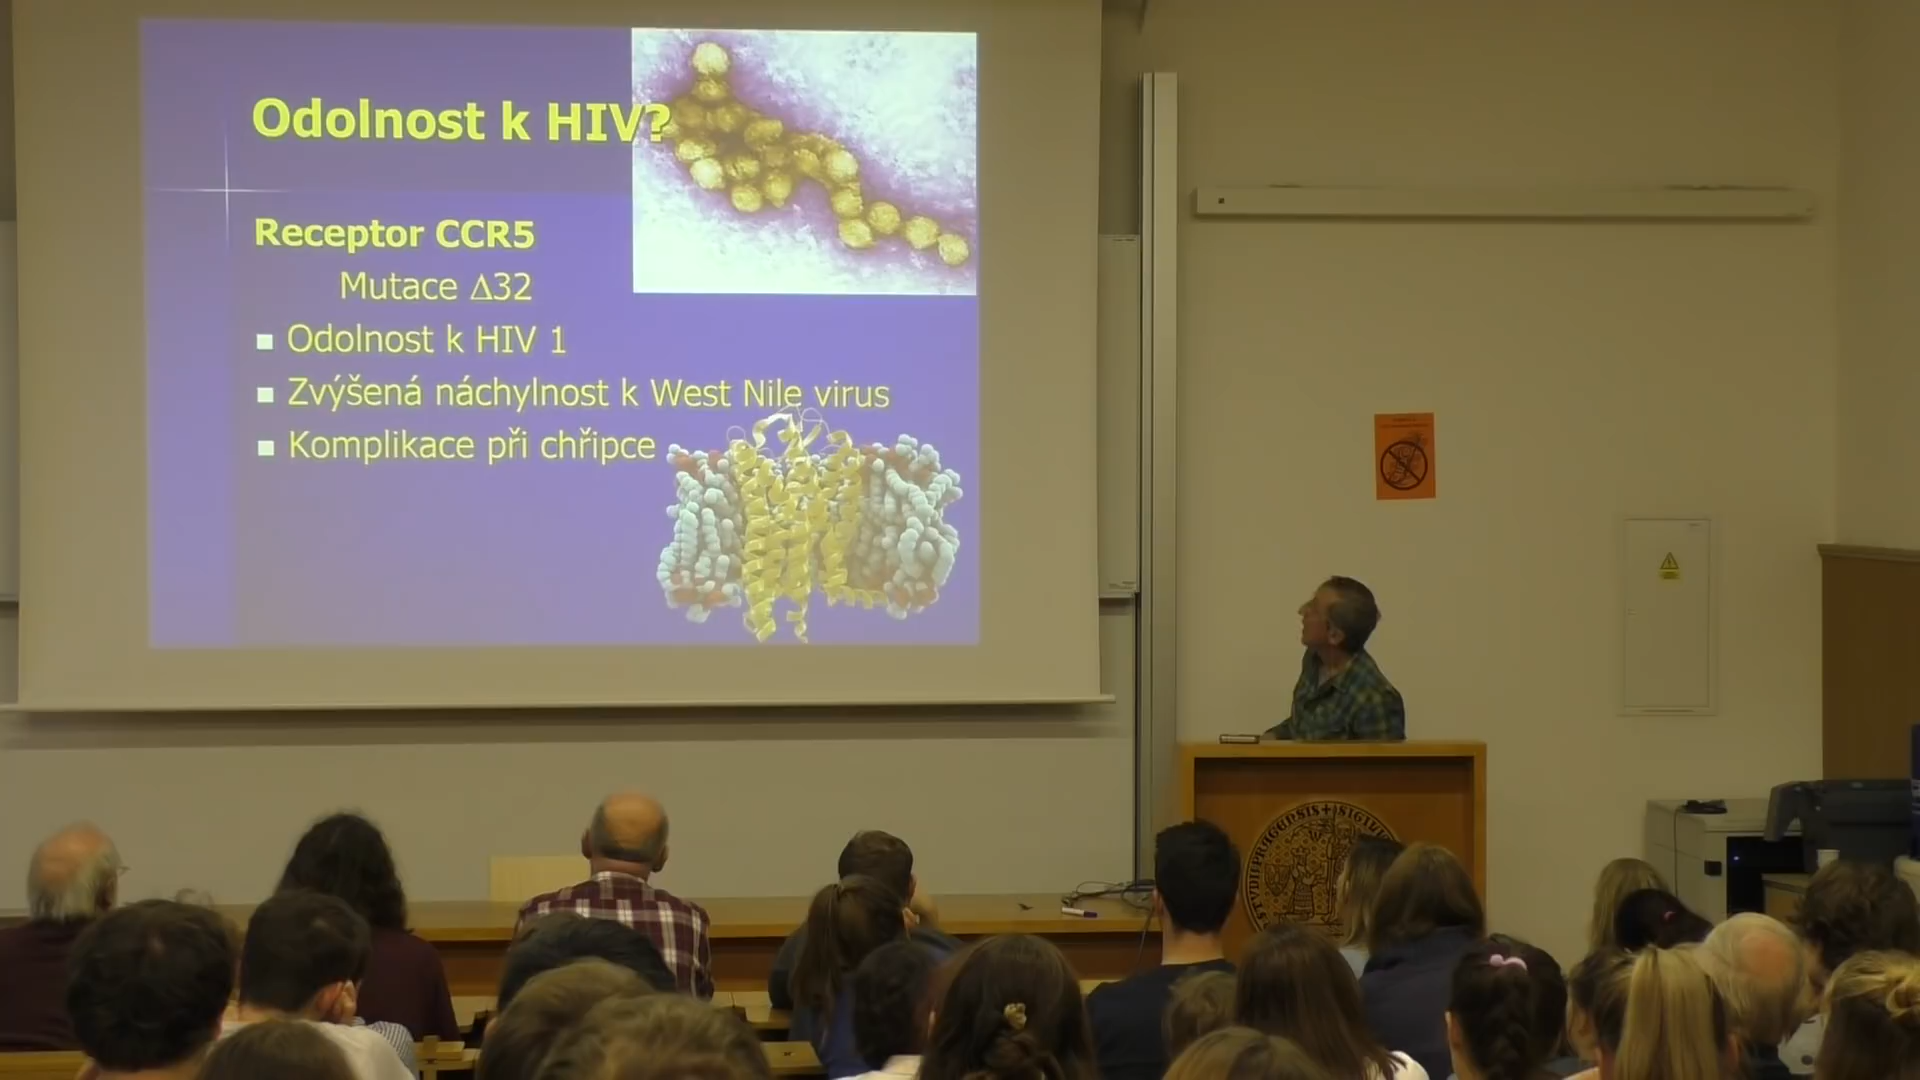 Odolnost k HIV?
Receptor CCR5
Mutace Δ32
Odolnost k HIV 1
Zvýšená náchylnost k West Nile virus
Komplikace při chřipce